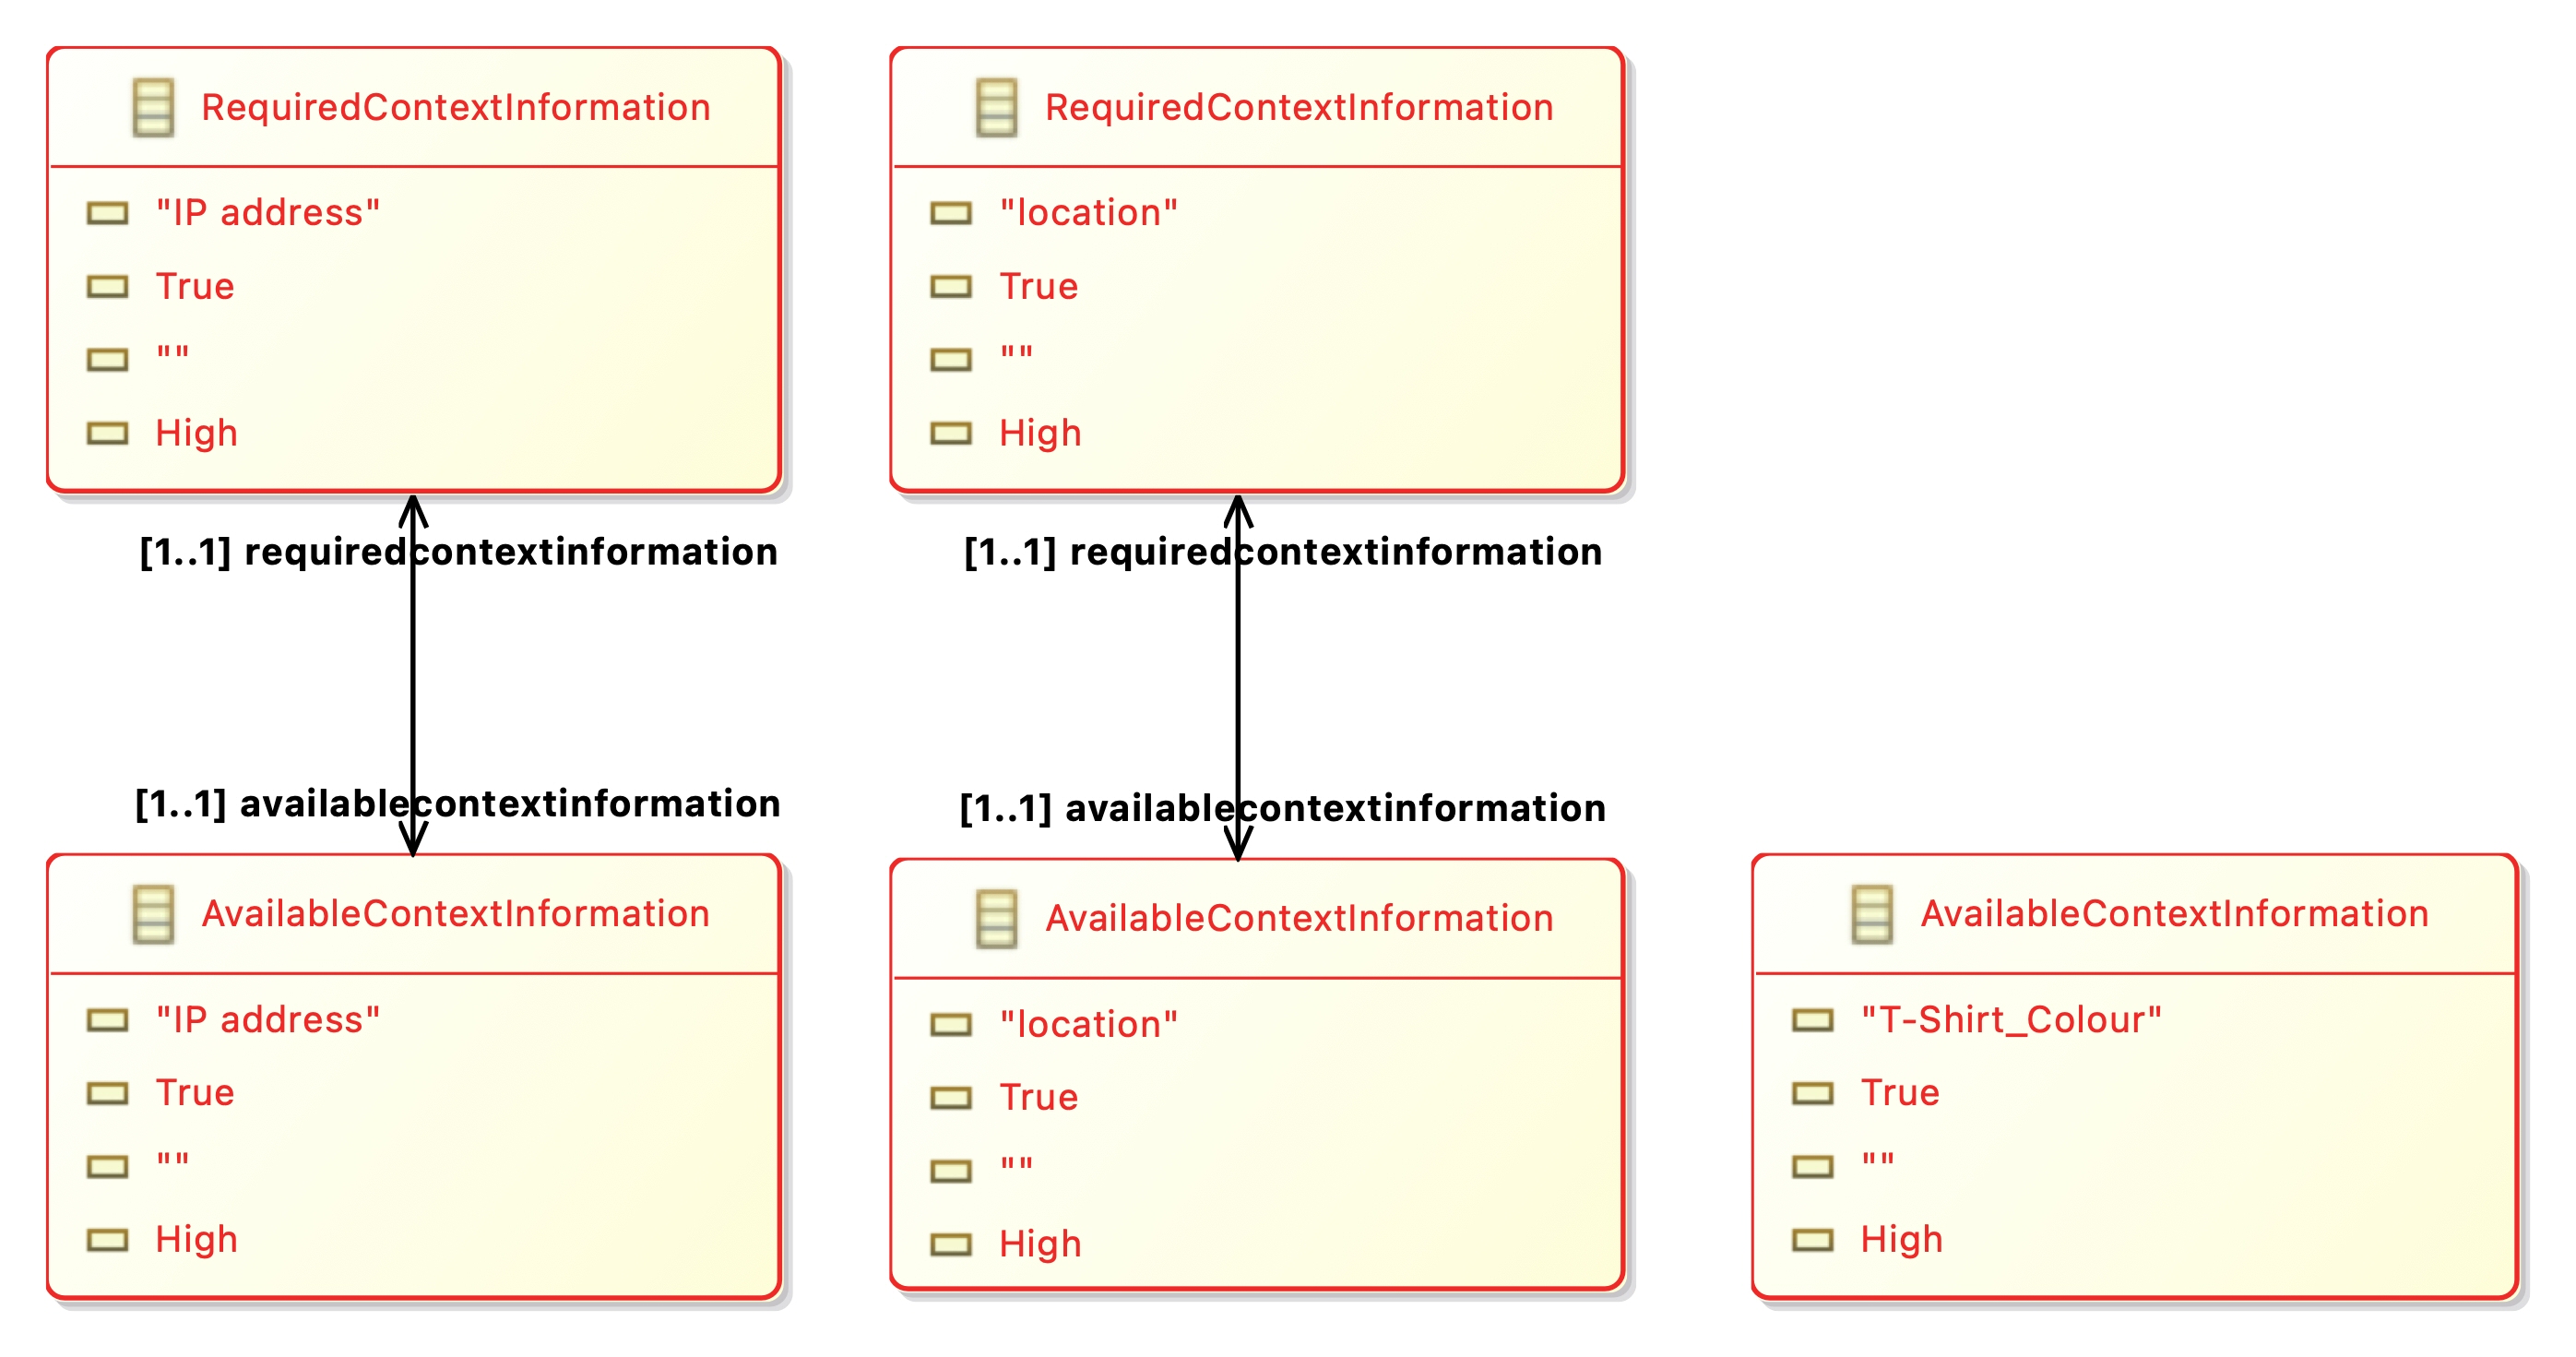 RequiredContextInformation
"IP address"
True
""
High
RequiredContextInformation
"location"
True
""
High
[1..1] requiredcontextinformation
[1..1] requiredcontextinformation
[1..1] availablecontextinformation
[1..1] availablecontextinformation
AvailableContextInformation
"IP address"
True
""
High
AvailableContextInformation
"location"
True
""
High
AvailableContextInformation
"T-Shirt_Colour"
True
""
High